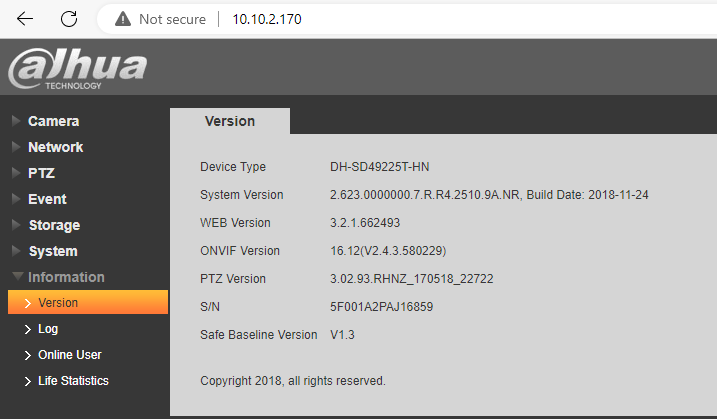 Not secure
10.10.2.170
alhua
TECHNOLOGY
Camera
Network
PTZ
Event
Storage
System
Information
Version
Log
Online User
Life Statistics
Version
Device Type DH-SD49225T-HN
System Version 2.623.0000000.7.R.R4.2510.9A.NR, Build Date: 2018-11-24
WEB Version 3.2.1.662493
ONVIF Version 16.12(V2.4.3.580229)
PTZ Version 3.02.93.RHNZ_170518_22722
S/N 5F001A2PAJ16859
Safe Baseline Version V1.3
Copyright 2018, all rights reserved.